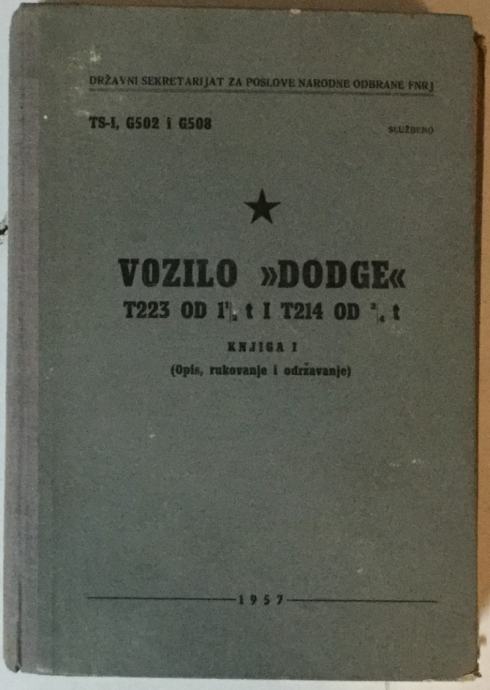 DRŽAVNI SEKRETARIJAT ZA POSLOVE NARODNE ODBRANE FNRJ
TS-I, G502 i G508
SLUŽBENO
VOZILO »DODGE«
T223 OD 1½ t I T214 OD ¾ t
KNJIGA I
(Opis, rukovanje i održavanje)
1957